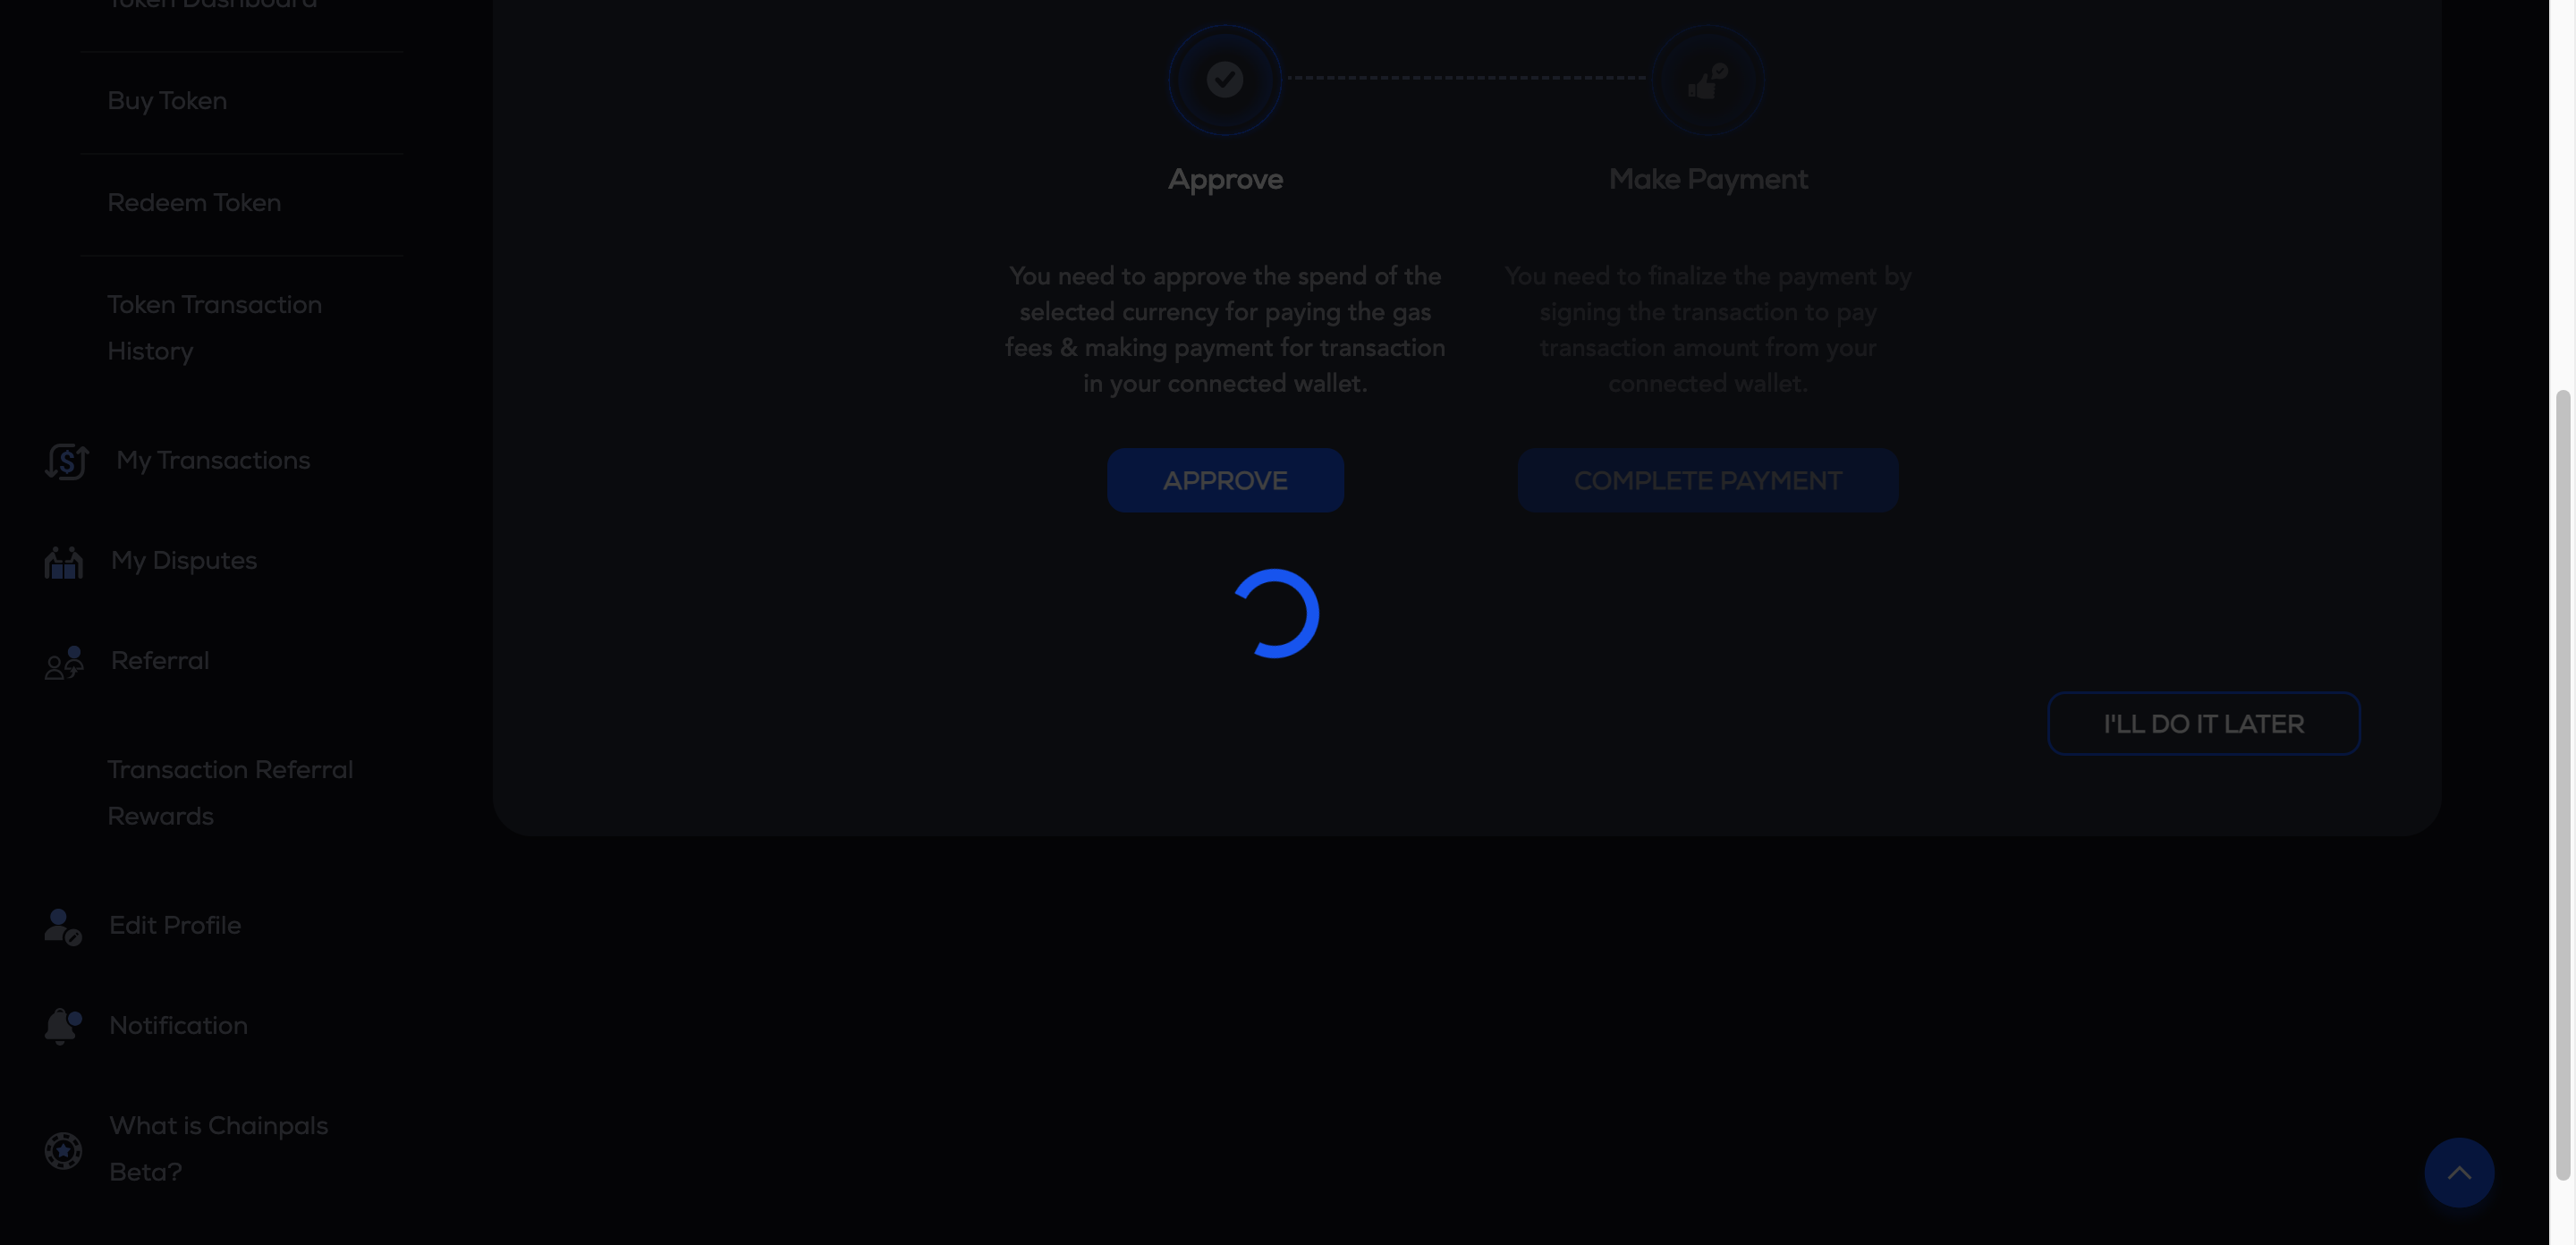 Token Dashboard
Buy Token
Redeem Token
Token Transaction
History
My Transactions
My Disputes
Referral
Transaction Referral
Rewards
Edit Profile
Notification
What is Chainpals
Beta?
Approve
You need to approve the spend of the
selected currency for paying the gas
fees & making payment for transaction
in your connected wallet.
APPROVE
Make Payment
You need to finalize the payment by
signing the transaction to pay
transaction amount from your
connected wallet.
COMPLETE PAYMENT
I'LL DO IT LATER